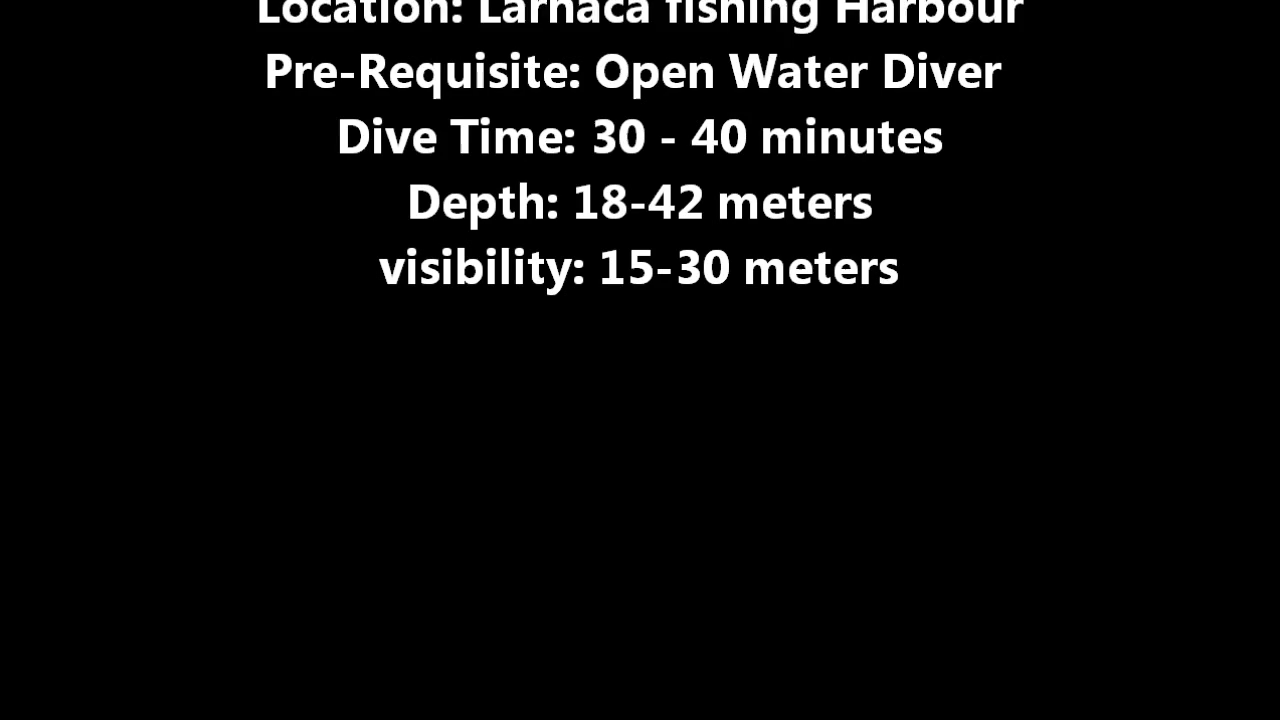 Location: Larnaca fishing Harbour
Pre-Requisite: Open Water Diver
Dive Time: 30 - 40 minutes
Depth: 18-42 meters
visibility: 15-30 meters